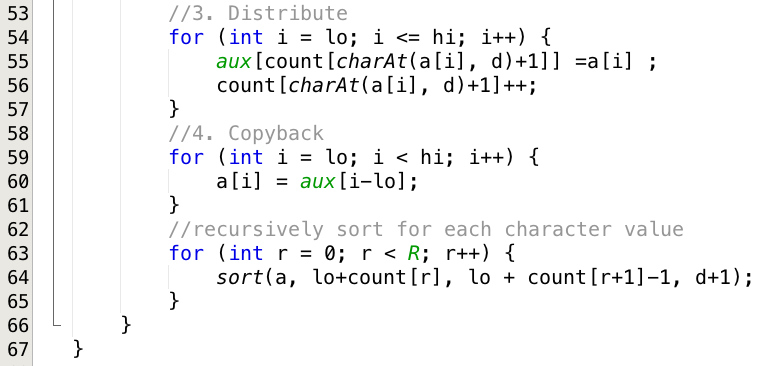 53 //3. Distribute
54 for (int i = lo; i <= hi; i++) {
55 aux[count[charAt(a[i], d)+1]] =a[i] ;
56 count[charAt(a[i], d)+1]++;
57 }
58 //4. Copyback
59 for (int i = lo; i < hi; i++) {
60 a[i] = aux[i-lo];
61 }
62 //recursively sort for each character value
63 for (int r = 0; r < R; r++) {
64 sort(a, lo+count[r], lo + count[r+1]-1, d+1);
65 }
66 }
67 }